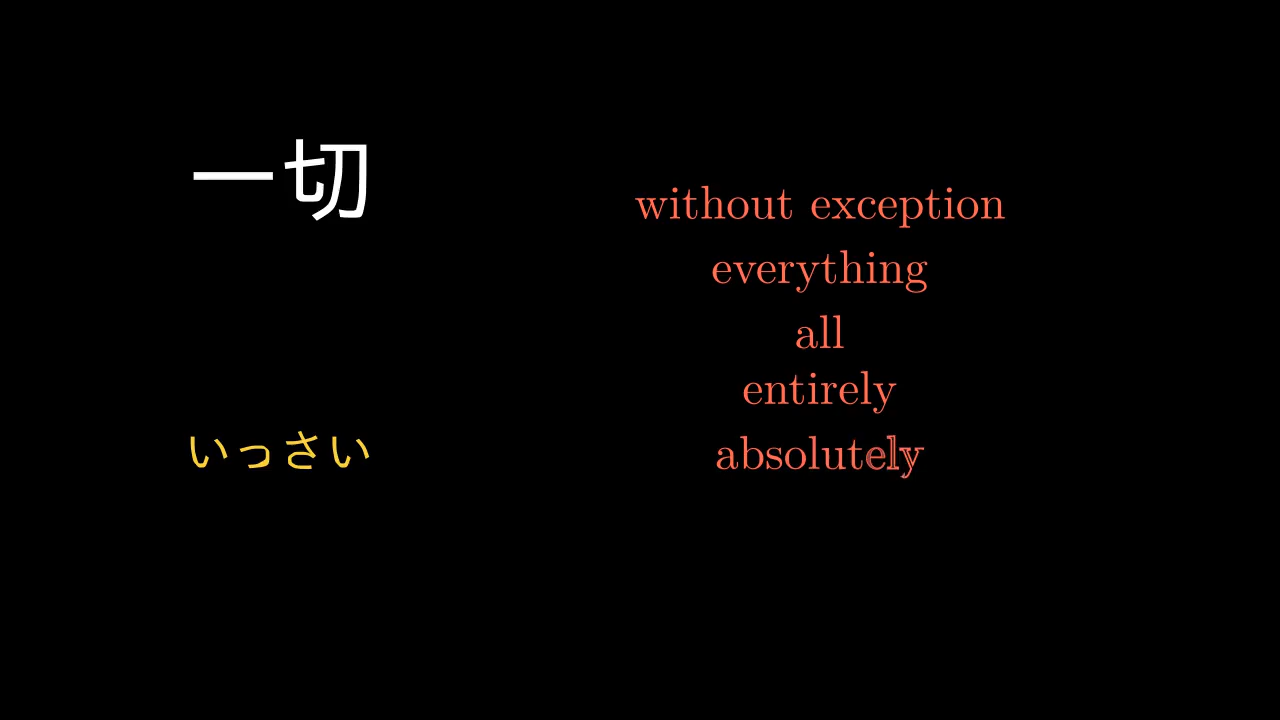 一切
いっさい
without exception
everything
all
entirely
absolutely